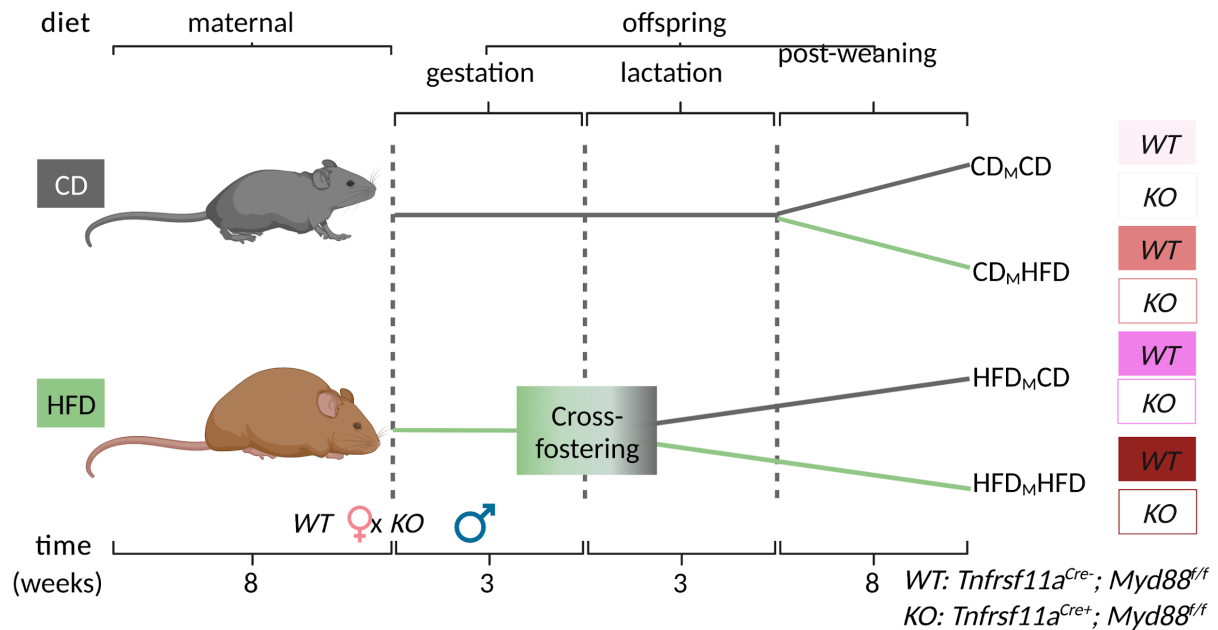 diet
maternal
offspring
gestation
lactation
post-weaning
CD
CD_MCD
WT
KO
CD_MHFD
WT
KO
HFD
Cross-
fostering
HFD_MCD
WT
KO
HFD_MHFD
WT
KO
WT ♀x KO ♂
time
(weeks)
8
3
3
8
WT: Tnfrsf11a^Cre-; Myd88^f/f
KO: Tnfrsf11a^Cre+; Myd88^f/f